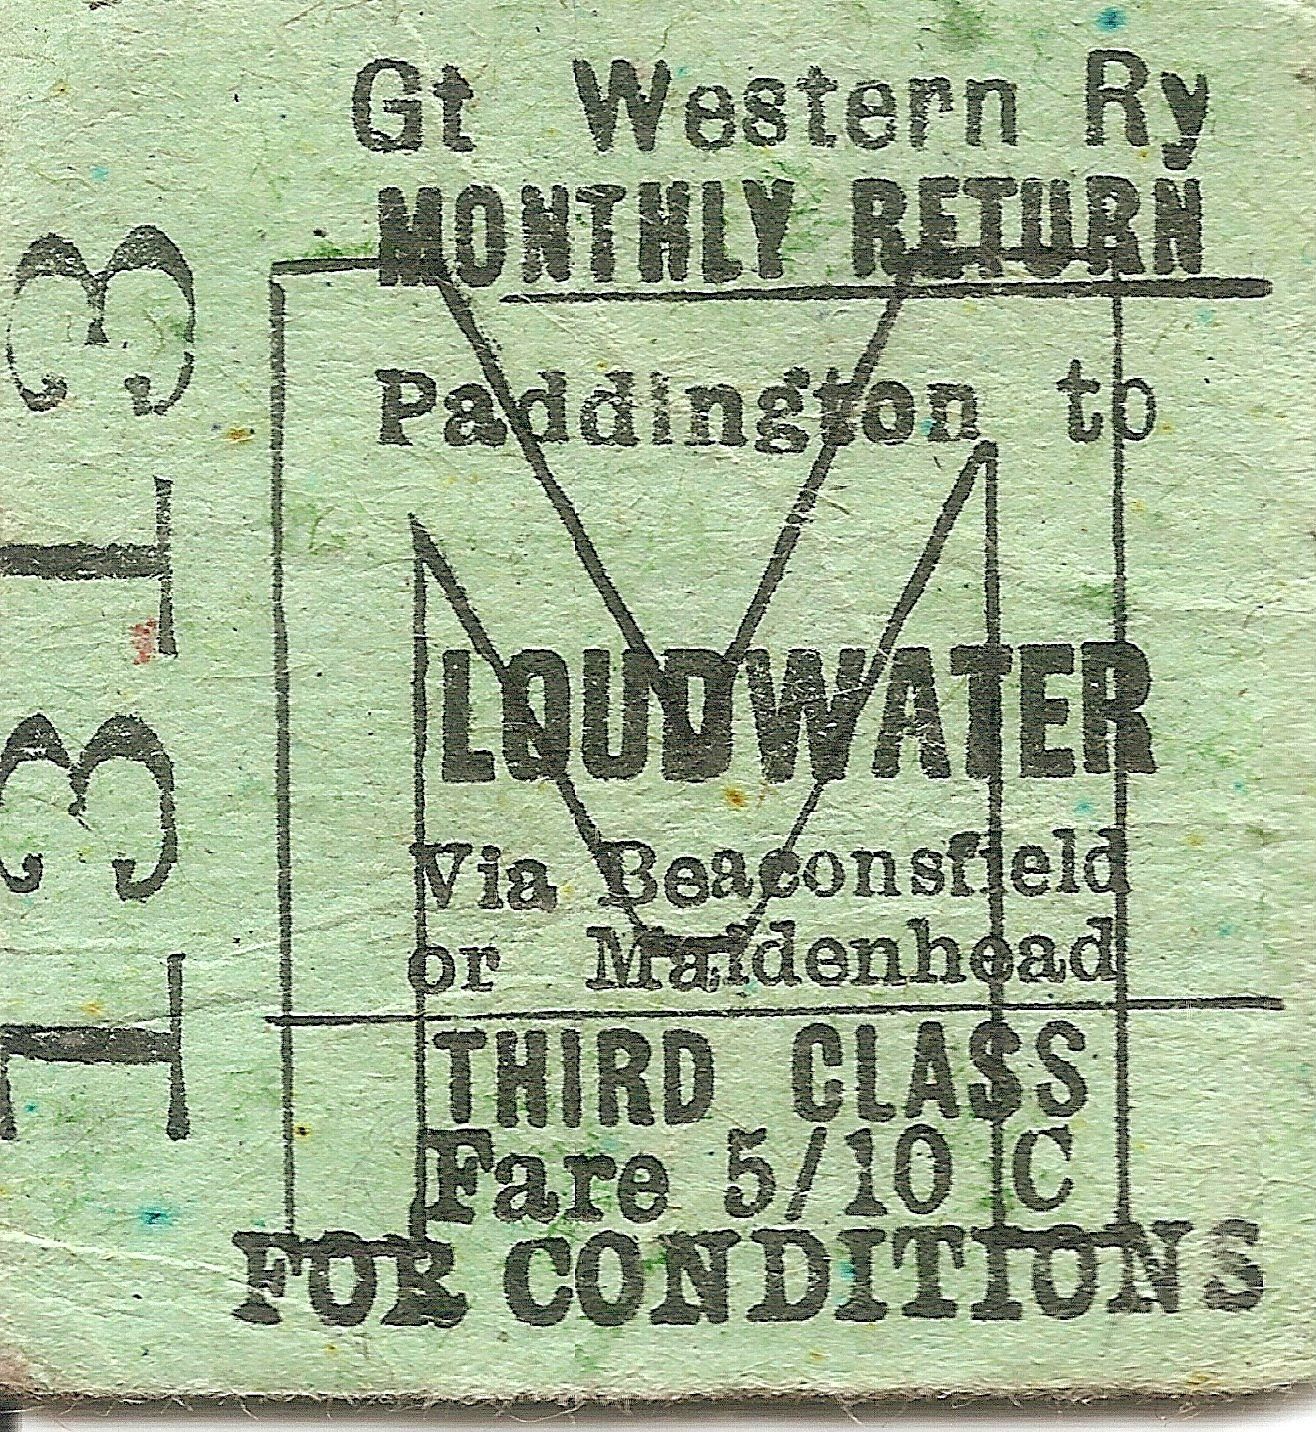 Gt Western Ry
MONTHLY RETURN
Paddington to
LOUDWATER
Via Beaconsfield
or Maidenhead
THIRD CLASS
Fare 5/10 C
FOR CONDITIONS
M
1313